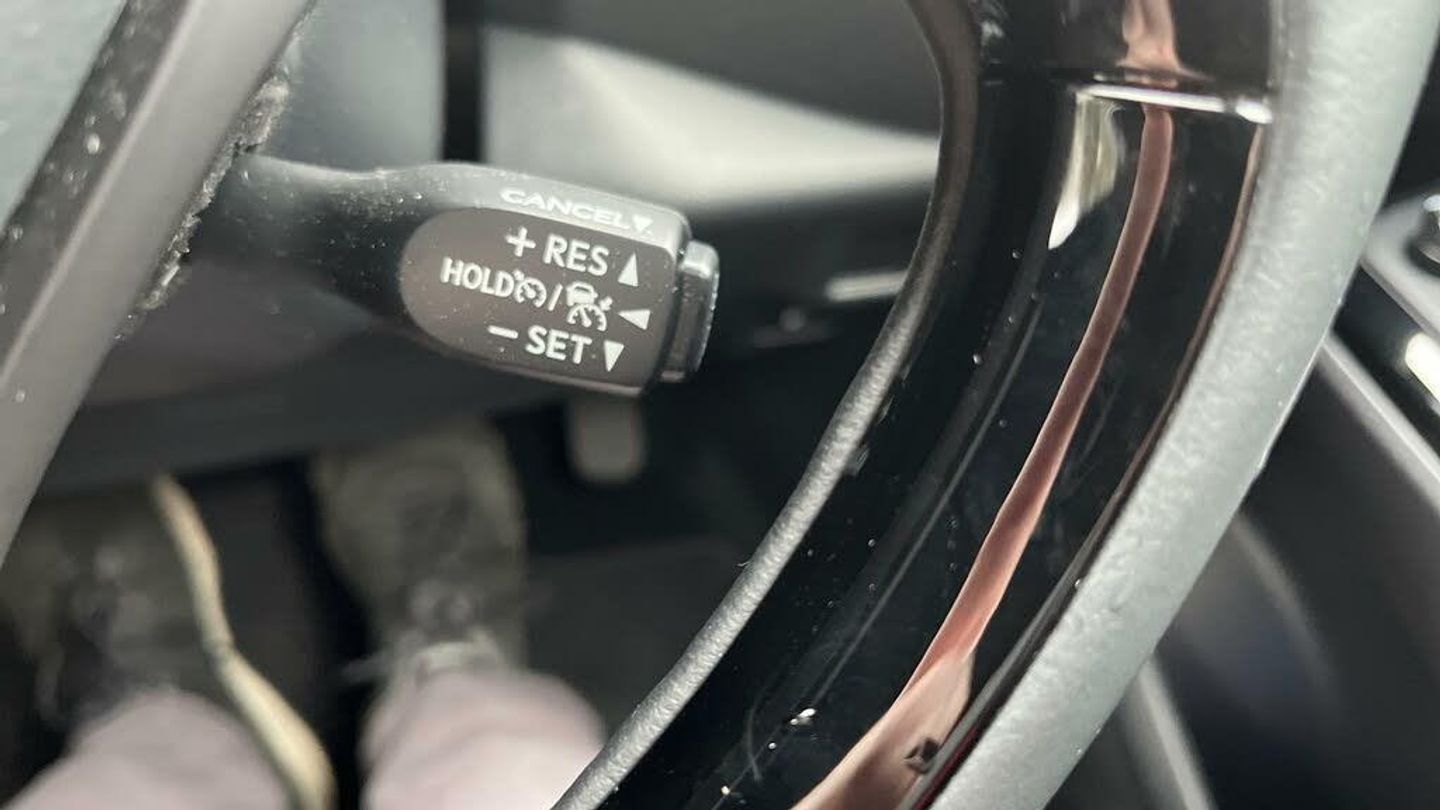 CANCEL▼
+ RES ▲
HOLD / ◀
− SET ▼